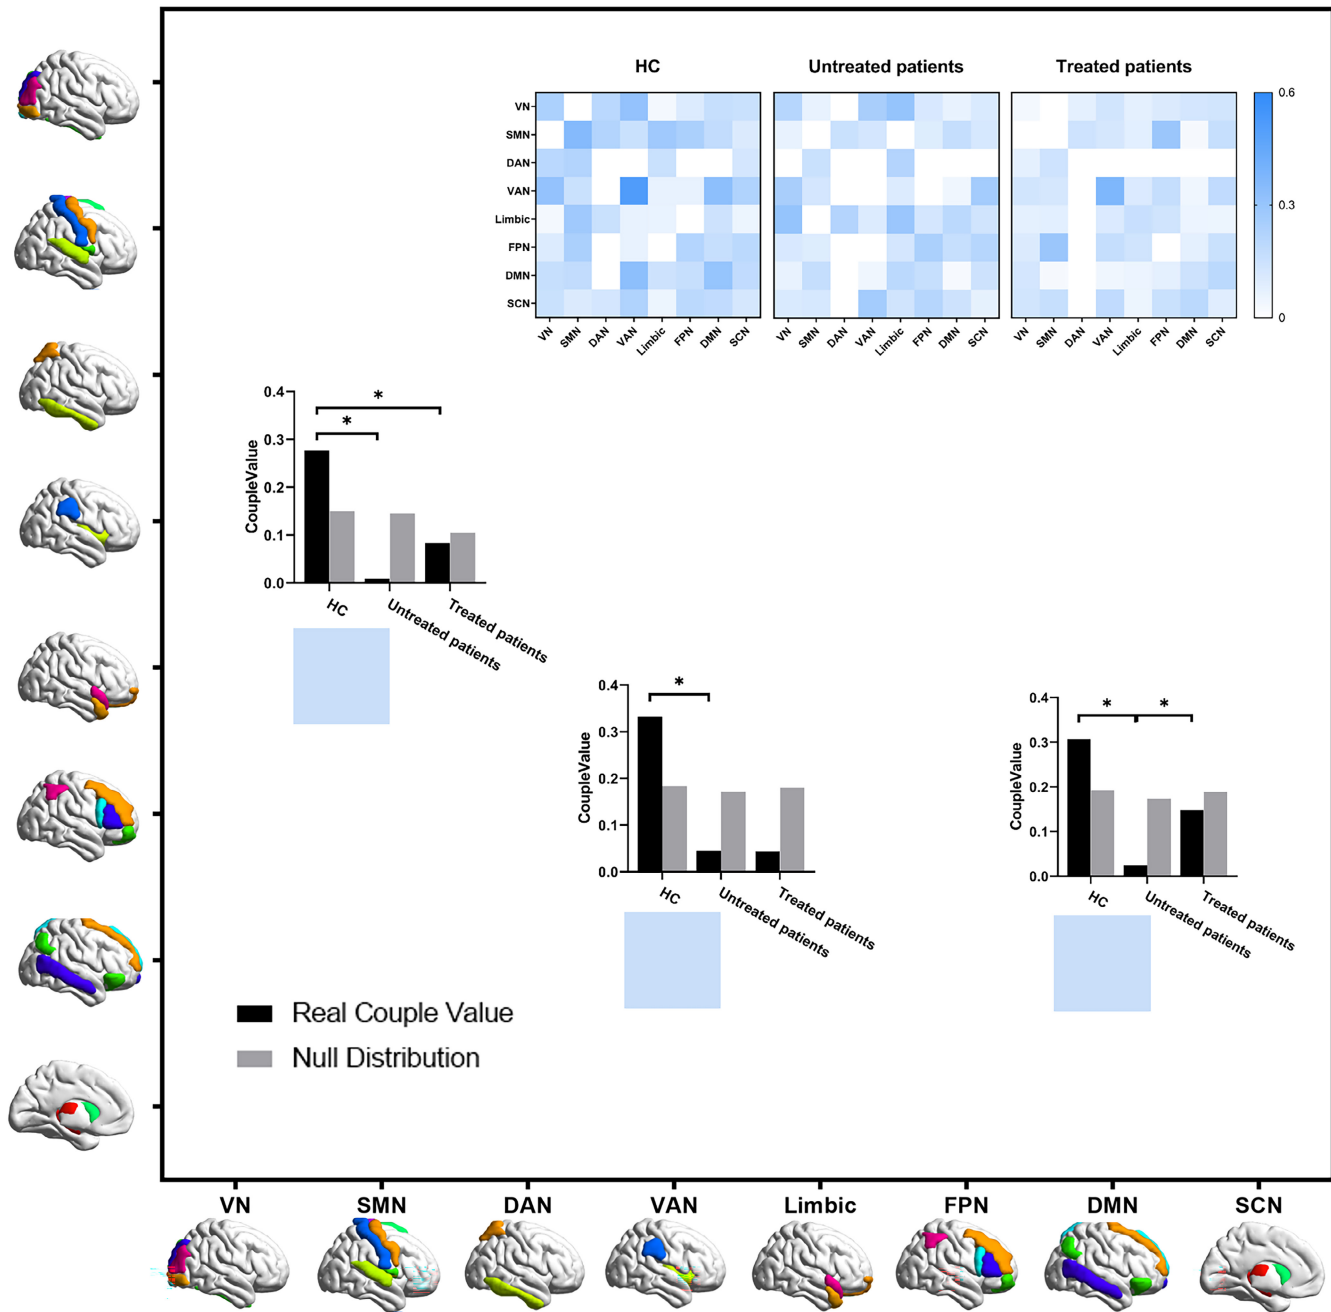 HC Untreated patients Treated patients
VN
SMN
DAN
VAN
Limbic
FPN
DMN
SCN
VN SMN DAN VAN Limbic FPN DMN SCN
VN SMN DAN VAN Limbic FPN DMN SCN
VN SMN DAN VAN Limbic FPN DMN SCN
0.6
0.3
0
CoupleValue
0.4
0.3
0.2
0.1
0.0
*
*
HC Untreated patients Treated patients
CoupleValue
0.4
0.3
0.2
0.1
0.0
*
HC Untreated patients Treated patients
CoupleValue
0.4
0.3
0.2
0.1
0.0
* *
HC Untreated patients Treated patients
Real Couple Value
Null Distribution
VN SMN DAN VAN Limbic FPN DMN SCN